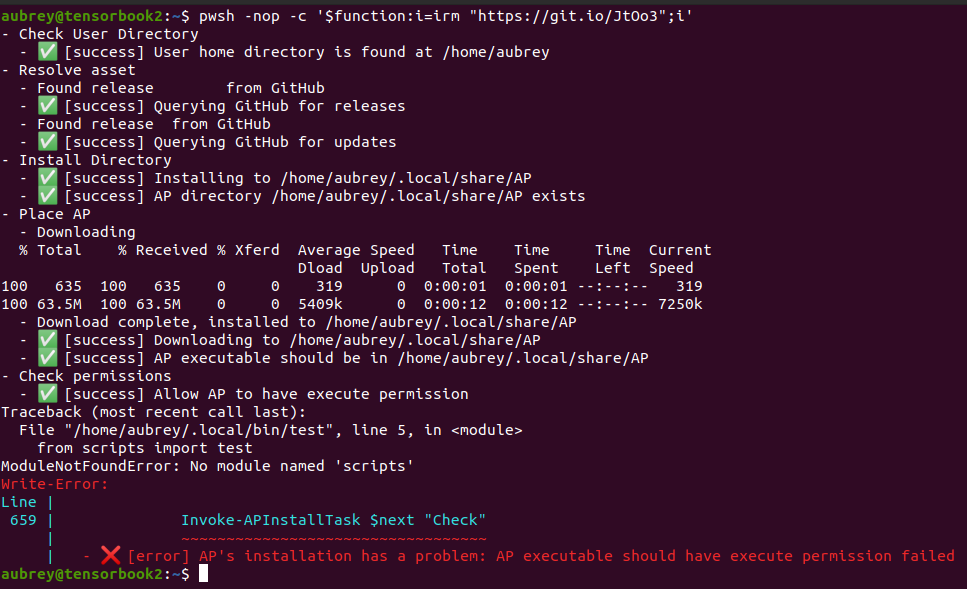 aubrey@tensorbook2:~$ pwsh -nop -c '$function:i=irm "https://git.io/JtOo3";i'
- Check User Directory
  - ✅ [success] User home directory is found at /home/aubrey
- Resolve asset
  - Found release        from GitHub
  - ✅ [success] Querying GitHub for releases
  - Found release  from GitHub
  - ✅ [success] Querying GitHub for updates
- Install Directory
  - ✅ [success] Installing to /home/aubrey/.local/share/AP
  - ✅ [success] AP directory /home/aubrey/.local/share/AP exists
- Place AP
  - Downloading
  % Total    % Received % Xferd  Average Speed   Time    Time     Time  Current
                                 Dload  Upload   Total   Spent    Left  Speed
100   635  100   635    0     0    319      0  0:00:01  0:00:01 --:--:--   319
100 63.5M  100 63.5M    0     0  5409k      0  0:00:12  0:00:12 --:--:-- 7250k
  - Download complete, installed to /home/aubrey/.local/share/AP
  - ✅ [success] Downloading to /home/aubrey/.local/share/AP
  - ✅ [success] AP executable should be in /home/aubrey/.local/share/AP
- Check permissions
  - ✅ [success] Allow AP to have execute permission
Traceback (most recent call last):
  File "/home/aubrey/.local/bin/test", line 5, in <module>
    from scripts import test
ModuleNotFoundError: No module named 'scripts'
Write-Error:
Line |
 659 |              Invoke-APInstallTask $next "Check"
     |              ~~~~~~~~~~~~~~~~~~~~~~~~~~~~~~~~~~
     |   - ❌ [error] AP's installation has a problem: AP executable should have execute permission failed
aubrey@tensorbook2:~$